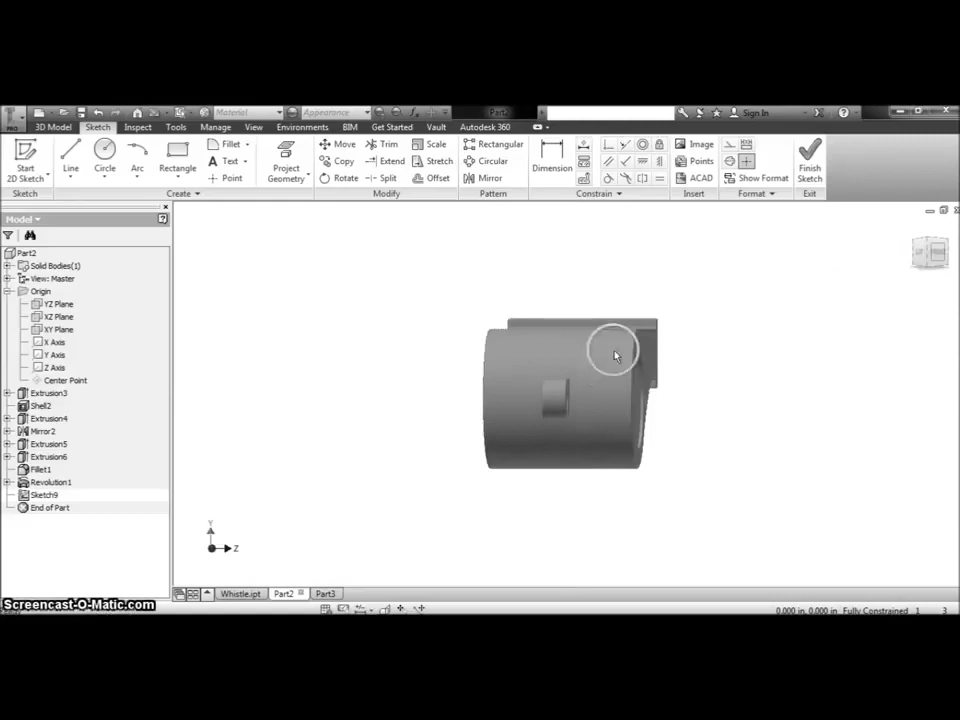 Material
Appearance
Part2
Sign In
PRO
3D Model Sketch Inspect Tools Manage View Environments BIM Get Started Vault Autodesk 360
Start
2D Sketch
Line
Circle
Arc
Rectangle
Fillet
Text
Point
Project
Geometry
Move
Copy
Rotate
Trim
Extend
Split
Scale
Stretch
Offset
Rectangular
Circular
Mirror
Dimension
Image
Points
ACAD
Show Format
Finish
Sketch
Sketch Create Modify Pattern Constrain Insert Format Exit
Model
Part2
Solid Bodies(1)
View: Master
Origin
YZ Plane
XZ Plane
XY Plane
X Axis
Y Axis
Z Axis
Center Point
Extrusion3
Shell2
Extrusion4
Mirror2
Extrusion5
Extrusion6
Fillet1
Revolution1
Sketch9
End of Part
Y
Z
Whistle.ipt Part2 Part3
Screencast-O-Matic.com
0.000 in, 0.000 in Fully Constrained 1 3